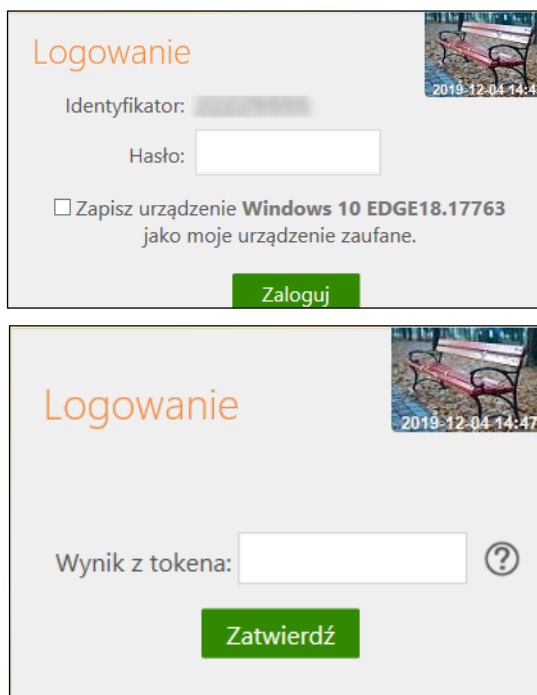 Logowanie
2019-12-04 14:4
Identyfikator:
Hasło:
Zapisz urządzenie Windows 10 EDGE18.17763
jako moje urządzenie zaufane.
Zaloguj
Logowanie
2019-12-04 14:47
Wynik z tokena:
?
Zatwierdź